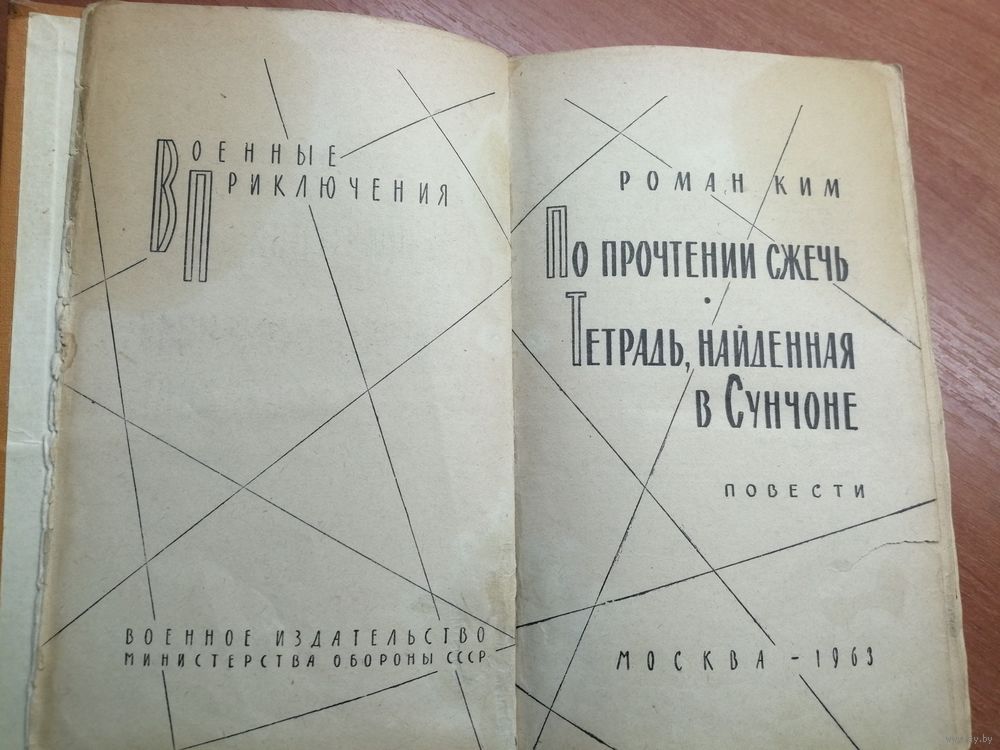 Военные
Приключения
Военное издательство
Министерства обороны СССР
Роман Ким
По прочтении сжечь
•
Тетрадь, найденная
в Сунчоне
Повести
Москва – 1963